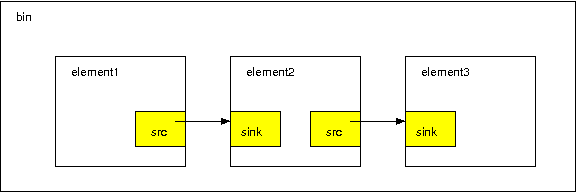 bin
element1
element2
element3
src
sink
src
sink